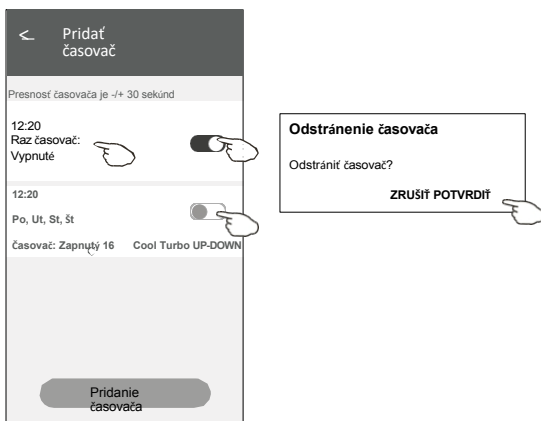 Pridať
časovač
Presnosť časovača je -/+ 30 sekúnd
12:20
Raz časovač:
Vypnuté
12:20
Po, Ut, St, Št
časovač: Zapnutý 16 Cool Turbo UP-DOWN
Pridanie
časovača
Odstránenie časovača
Odstrániť časovač?
ZRUŠIŤ POTVRDIŤ